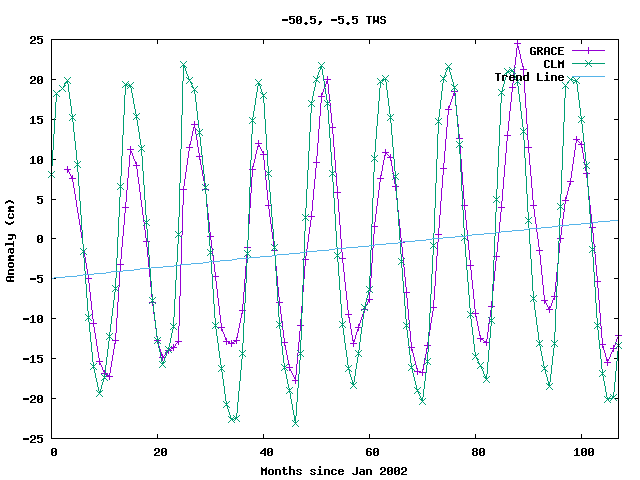 -50.5, -5.5 TWS
GRACE
CLM
Trend Line
Anomaly (cm)
25
20
15
10
5
0
-5
-10
-15
-20
-25
0 20 40 60 80 100
Months since Jan 2002